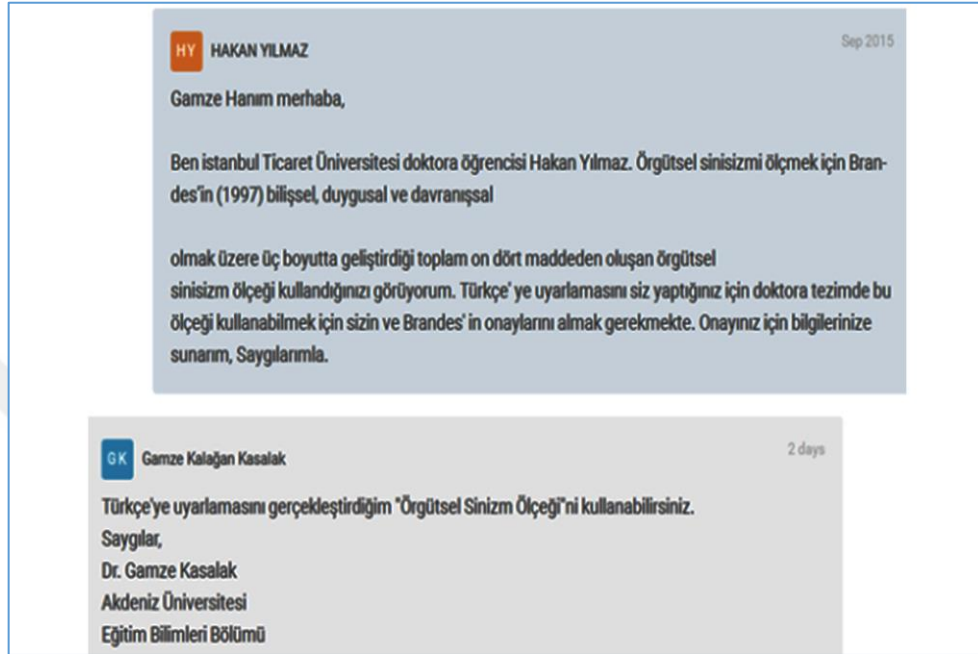 HY HAKAN YILMAZ Sep 2015
Gamze Hanım merhaba,
Ben istanbul Ticaret Üniversitesi doktora öğrencisi Hakan Yılmaz. Örgütsel sinisizmi ölçmek için Bran-
des'in (1997) bilişsel, duygusal ve davranışsal
olmak üzere üç boyutta geliştirdiği toplam on dört maddeden oluşan örgütsel
sinisizm ölçeği kullandığınızı görüyorum. Türkçe' ye uyarlamasını siz yaptığınız için doktora tezimde bu
ölçeği kullanabilmek için sizin ve Brandes' in onaylarını almak gerekmekte. Onayınız için bilgilerinize
sunarım, Saygılarımla.
GK Gamze Kalağan Kasalak 2 days
Türkçe'ye uyarlamasını gerçekleştirdiğim "Örgütsel Sinizm Ölçeği"ni kullanabilirsiniz.
Saygılar,
Dr. Gamze Kasalak
Akdeniz Üniversitesi
Eğitim Bilimleri Bölümü